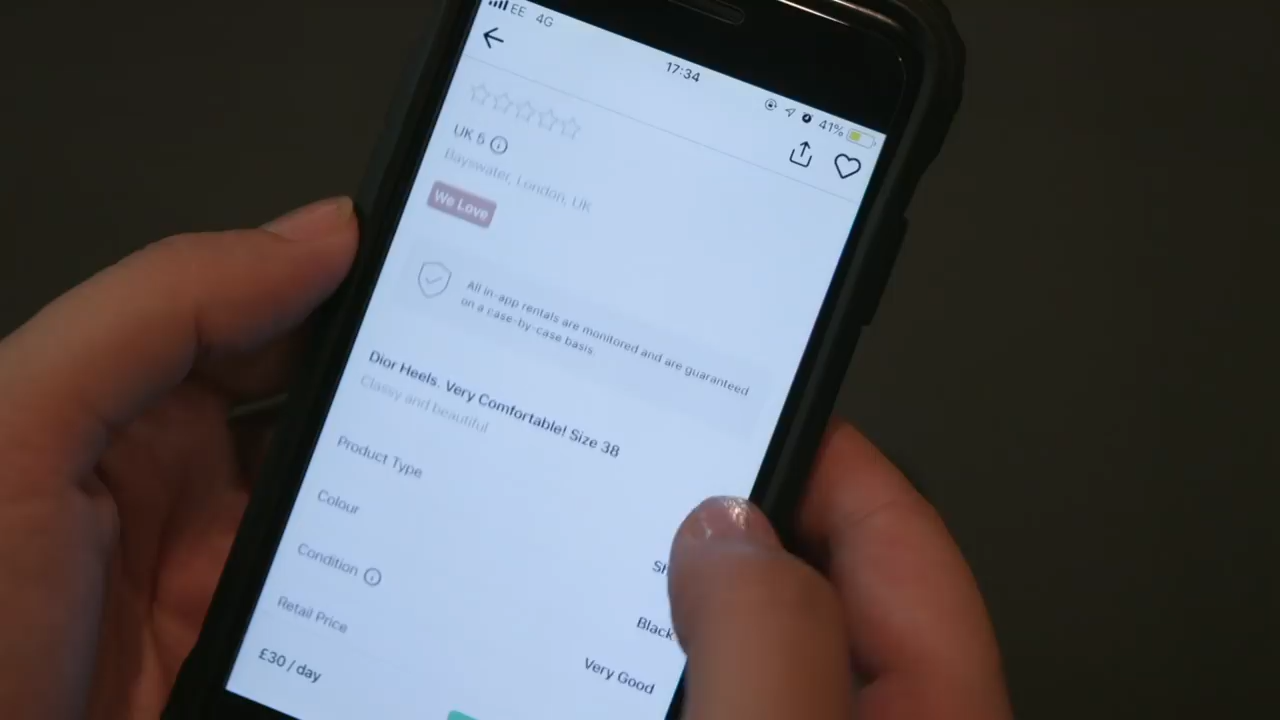 EE 4G
17:34
41%
UK 5
Bayswater, London, UK
We Love
All in-app rentals are monitored and are guaranteed
on a case-by-case basis.
Dior Heels. Very Comfortable! Size 38
Classy and beautiful
Product Type
Colour
Black
Condition
Very Good
Retail Price
£30 / day